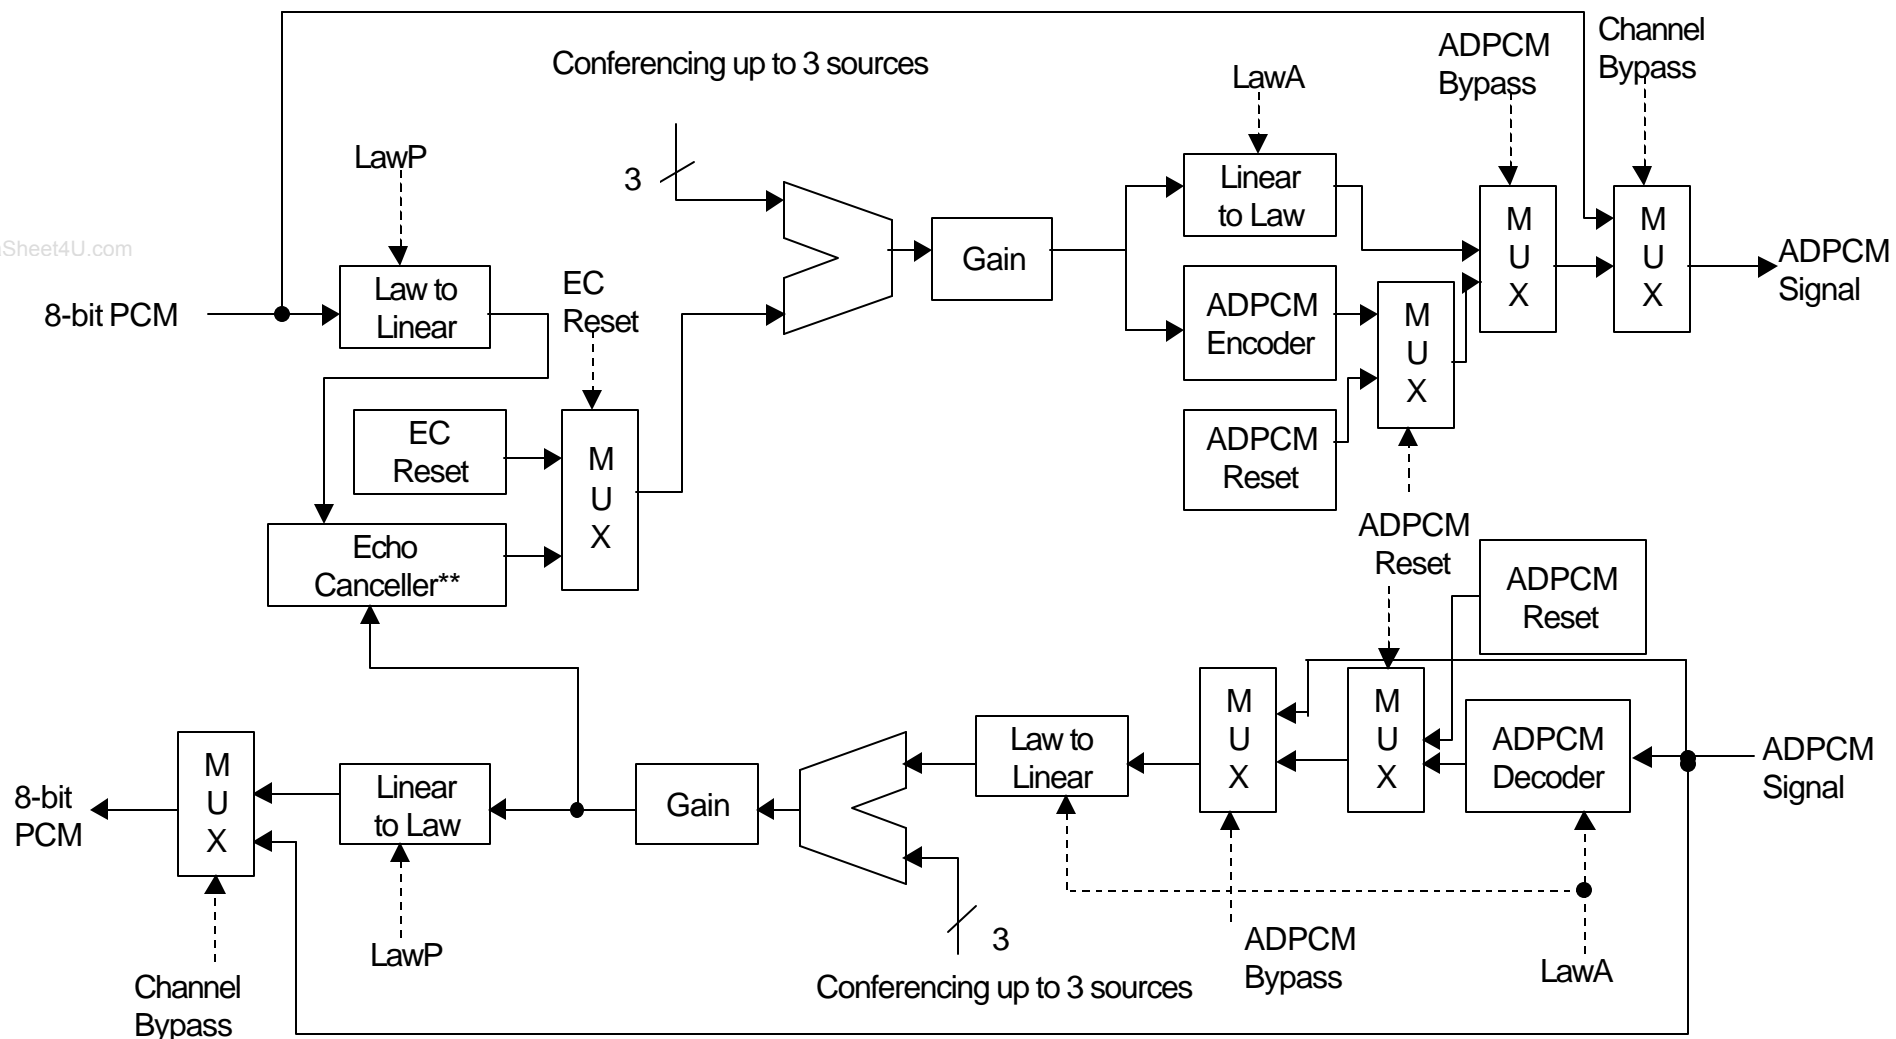 Channel
Bypass
ADPCM
Bypass
Conferencing up to 3 sources
LawA
LawP
3
Linear
to Law
M
U
X
M
U
X
aSheet4U.com
ADPCM
Signal
Gain
Law to
Linear
8-bit PCM
EC
Reset
ADPCM
Encoder
M
U
X
EC
Reset
M
U
X
ADPCM
Reset
ADPCM
Reset
Echo
Canceller**
ADPCM
Reset
M
U
X
M
U
X
ADPCM
Decoder
ADPCM
Signal
Law to
Linear
M
U
X
8-bit
PCM
Linear
to Law
Gain
LawP
3
ADPCM
Bypass
LawA
Channel
Bypass
Conferencing up to 3 sources